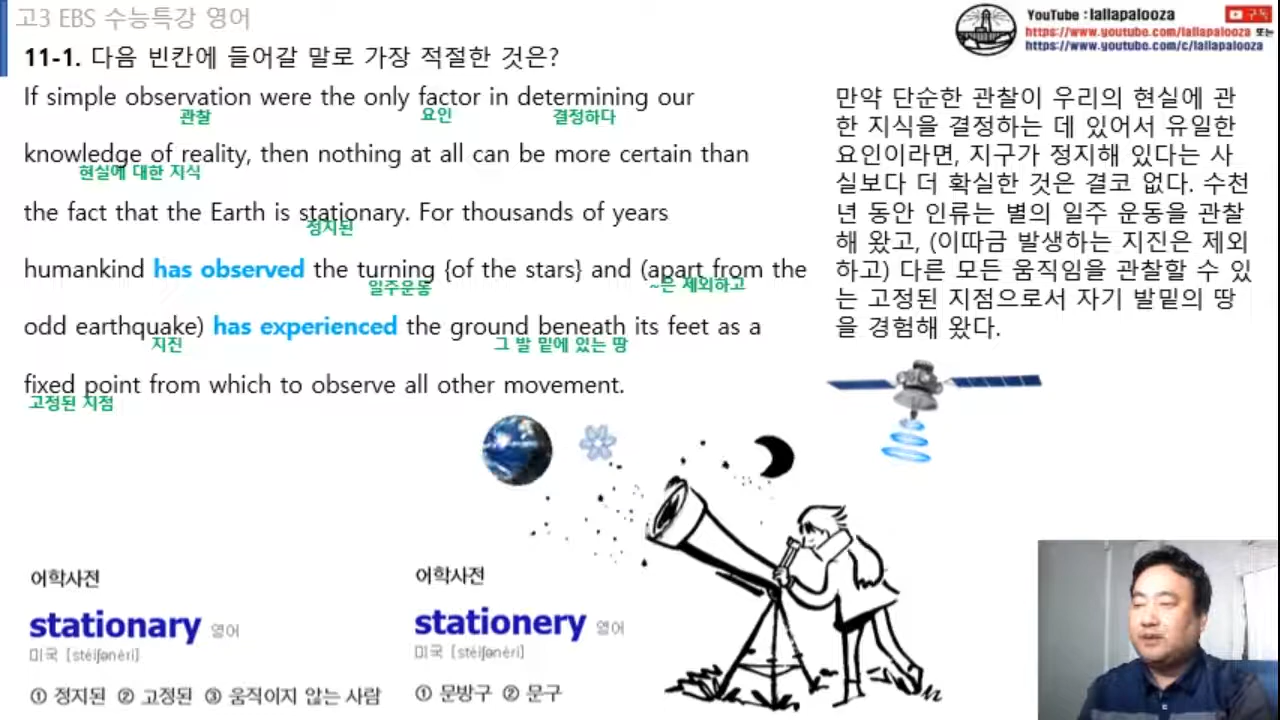 고3 EBS 수능특강 영어
YouTube : lallapalooza
구독
https://www.youtube.com/lallapalooza 또는
https://www.youtube.com/c/lallapalooza
11-1. 다음 빈칸에 들어갈 말로 가장 적절한 것은?
If simple observation were the only factor in determining our
관찰 요인 결정하다
knowledge of reality, then nothing at all can be more certain than
현실에 대한 지식
the fact that the Earth is stationary. For thousands of years
정지된
humankind has observed the turning {of the stars} and (apart from the
일주운동 ~은 제외하고
odd earthquake) has experienced the ground beneath its feet as a
지진 그 발 밑에 있는 땅
fixed point from which to observe all other movement.
고정된 지점
만약 단순한 관찰이 우리의 현실에 관
한 지식을 결정하는 데 있어서 유일한
요인이라면, 지구가 정지해 있다는 사
실보다 더 확실한 것은 결코 없다. 수천
년 동안 인류는 별의 일주 운동을 관찰
해 왔고, (이따금 발생하는 지진은 제외
하고) 다른 모든 움직임을 관찰할 수 있
는 고정된 지점으로서 자기 발밑의 땅
을 경험해 왔다.
어학사전
stationary 영어
미국 [stéiʃənèri]
① 정지된 ② 고정된 ③ 움직이지 않는 사람
어학사전
stationery 영어
미국 [stéiʃənèri]
① 문방구 ② 문구